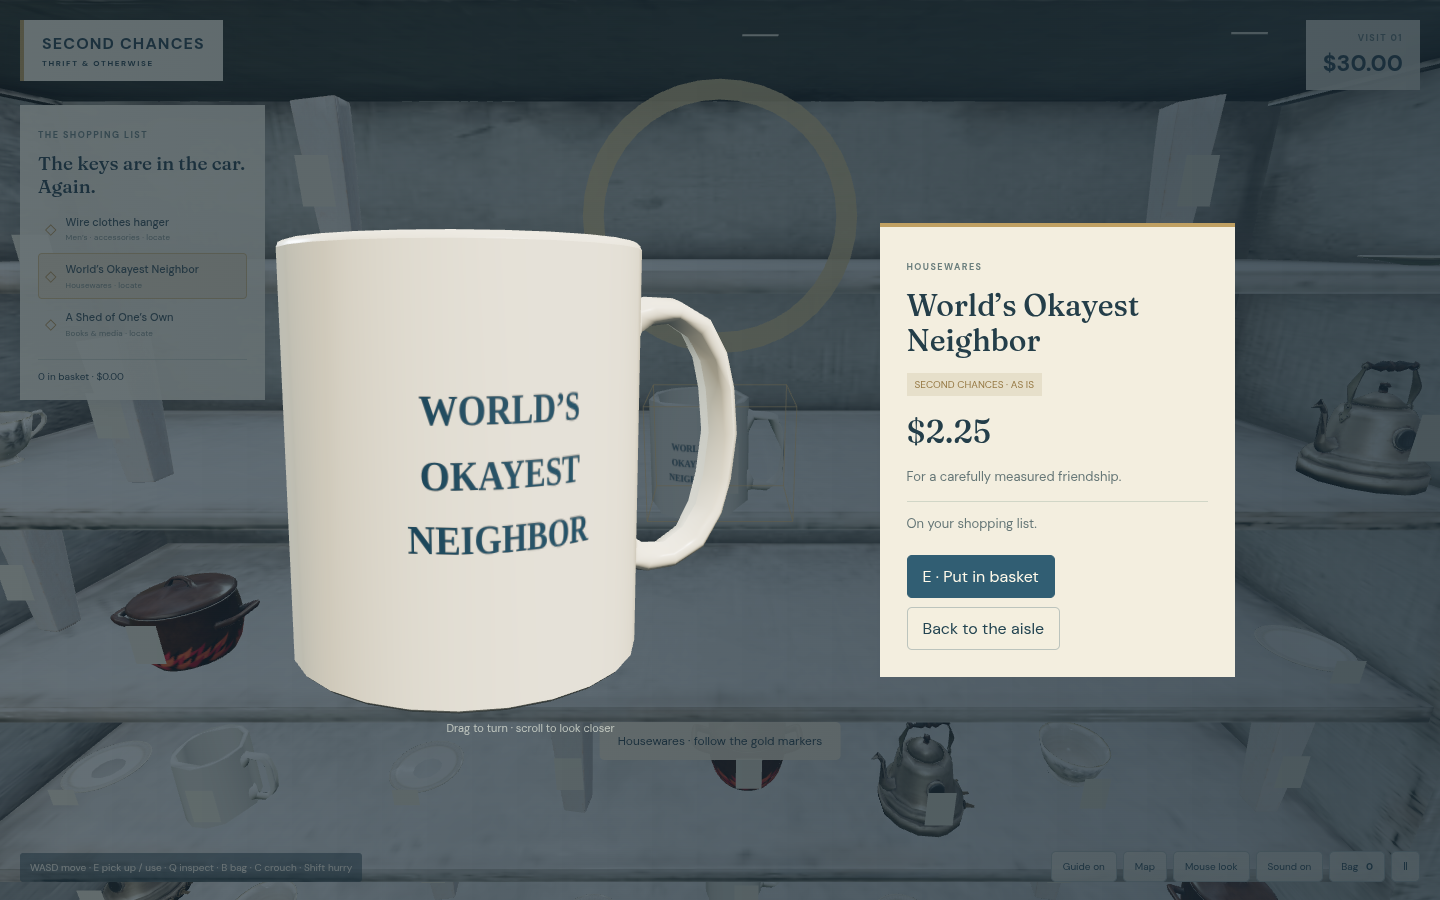 SECOND CHANCES
THRIFT & OTHERWISE
VISIT 01
$30.00
THE SHOPPING LIST
The keys are in the car.
Again.
Wire clothes hanger
Men's · accessories · locate
World's Okayest Neighbor
Housewares · locate
A Shed of One's Own
Books & media · locate
0 in basket · $0.00
WORLD'S
OKAYEST
NEIGHBOR
HOUSEWARES
World's Okayest
Neighbor
SECOND CHANCES · AS IS
$2.25
For a carefully measured friendship.
On your shopping list.
E · Put in basket
Back to the aisle
Drag to turn · scroll to look closer
Housewares · follow the gold markers
WASD move · E pick up / use · Q inspect · B bag · C crouch · Shift hurry
Guide on
Map
Mouse look
Sound on
Bag 0